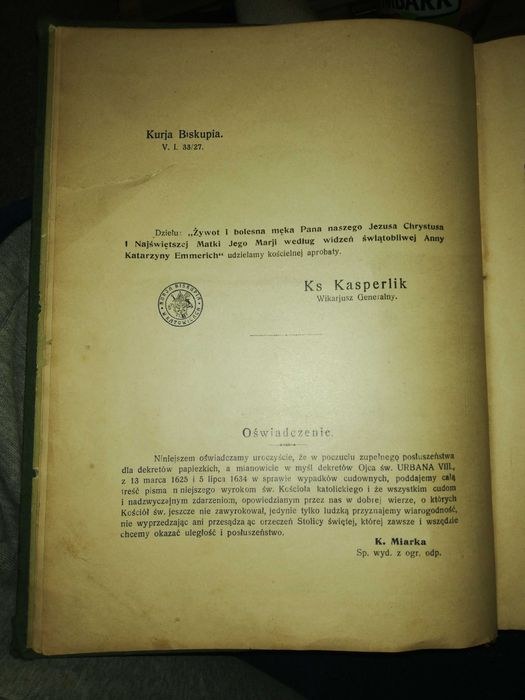 BARK
Kurja Biskupia.
V. I. 33/27.
Dziełu: „Żywot I bolesna męka Pana naszego Jezusa Chrystusa
I Najświętszej Matki Jego Marji według widzeń świątobliwej Anny
Katarzyny Emmerich“ udzielamy kościelnej aprobaty.
Ks Kasperlik
Wikarjusz Generalny.
KURIA BISKUPIA
W KATOWICACH
Oświadczenie.
Niniejszem oświadczamy uroczyście, że w poczuciu zupełnego posłuszeństwa
dla dekretów papiezkich, a mianowicie w myśl dekretów Ojca św. URBANA VIII,
z 13 marca 1625 i 5 lipca 1634 w sprawie wypadków cudownych, poddajemy całą
treść pisma n niejszego wyrokom św. Kościoła katolickiego i że wszystkim cudom
i nadzwyczajnym zdarzeniom, opowiedzianym przez nas w dobrej wierze, o których
Kościół św. jeszcze nie zawyrokował, jedynie tylko ludzką przyznajemy wiarogodność,
nie wyprzedzając ani przesądzając orzeczeń Stolicy świętej, której zawsze i wszędzie
chcemy okazać uległość i posłuszeństwo.
K. Miarka
Sp. wyd. z ogr. odp.